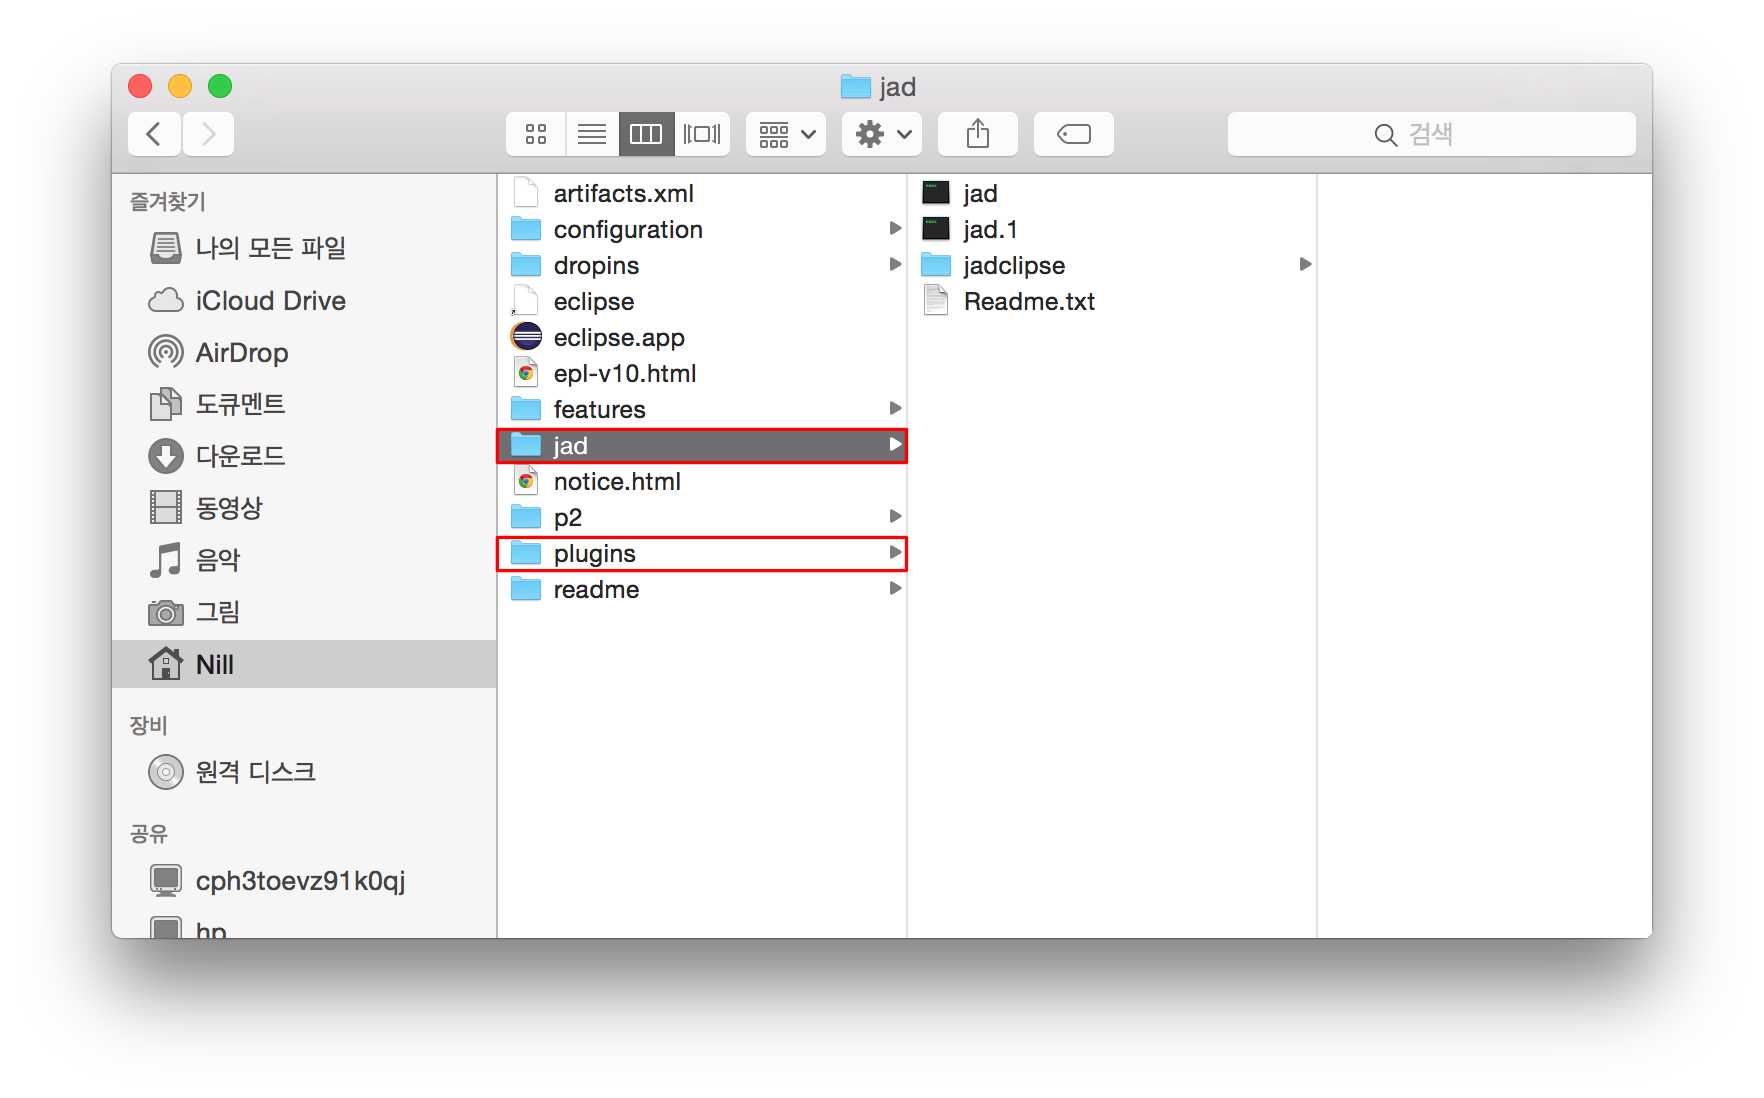 jad
검색
즐겨찾기
나의 모든 파일
iCloud Drive
AirDrop
도큐멘트
다운로드
동영상
음악
그림
Nill
장비
원격 디스크
공유
cph3toevz91k0qj
hp
artifacts.xml
configuration
dropins
eclipse
eclipse.app
epl-v10.html
features
jad
notice.html
p2
plugins
readme
jad
jad.1
jadclipse
Readme.txt